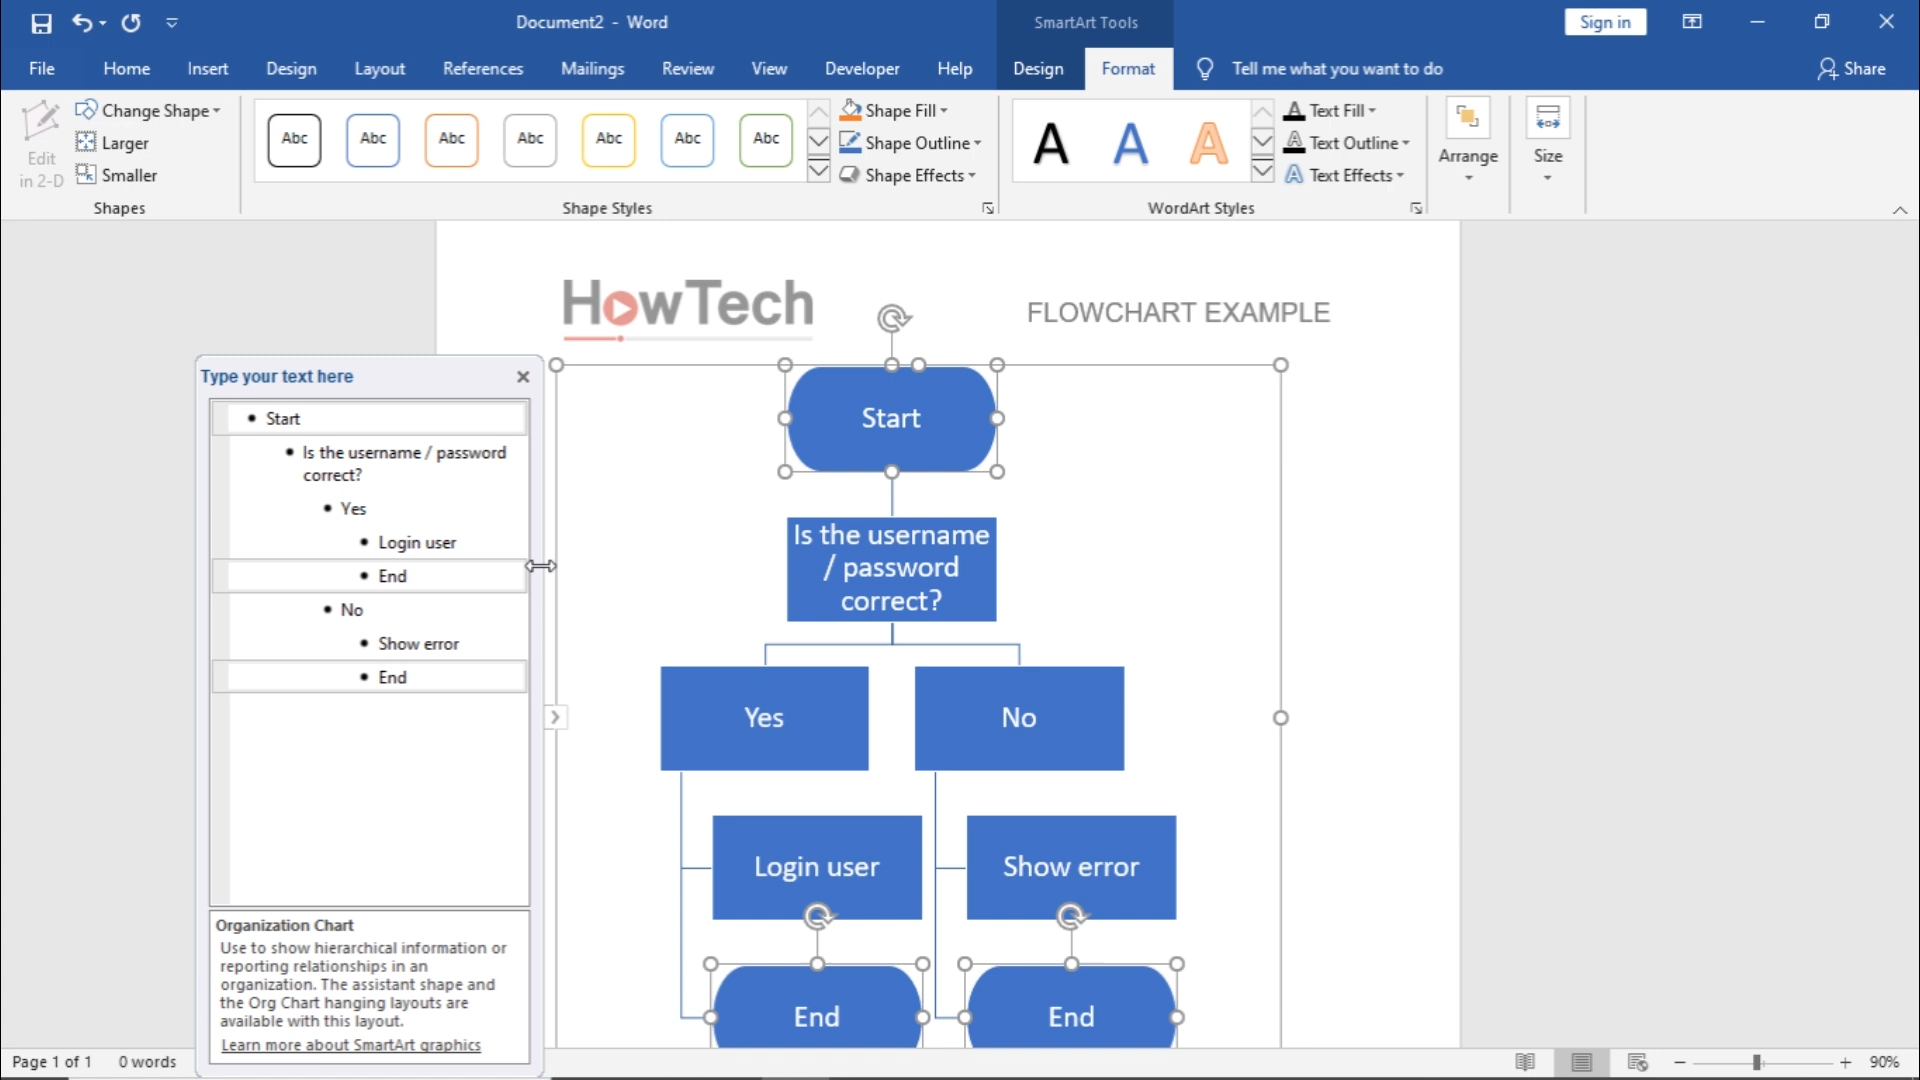 Document2 - Word
SmartArt Tools
Sign in
File Home Insert Design Layout References Mailings Review View Developer Help Design Format Tell me what you want to do Share
Edit in 2-D
Change Shape
Larger
Smaller
Shapes
Abc Abc Abc Abc Abc Abc Abc
Shape Fill
Shape Outline
Shape Effects
Shape Styles
A A A
Text Fill
Text Outline
Text Effects
WordArt Styles
Arrange
Size
HowTech
FLOWCHART EXAMPLE
Type your text here
Start
Is the username / password
correct?
Yes
Login user
End
No
Show error
End
Organization Chart
Use to show hierarchical information or
reporting relationships in an
organization. The assistant shape and
the Org Chart hanging layouts are
available with this layout.
Learn more about SmartArt graphics
Start
Is the username
/ password
correct?
Yes
No
Login user
Show error
End
End
Page 1 of 1 0 words
90%